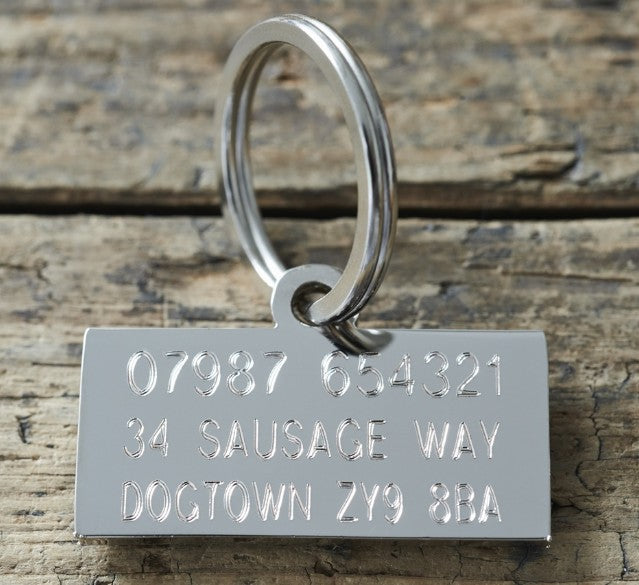 07987 654321
34 SAUSAGE WAY
DOGTOWN ZY9 8BA